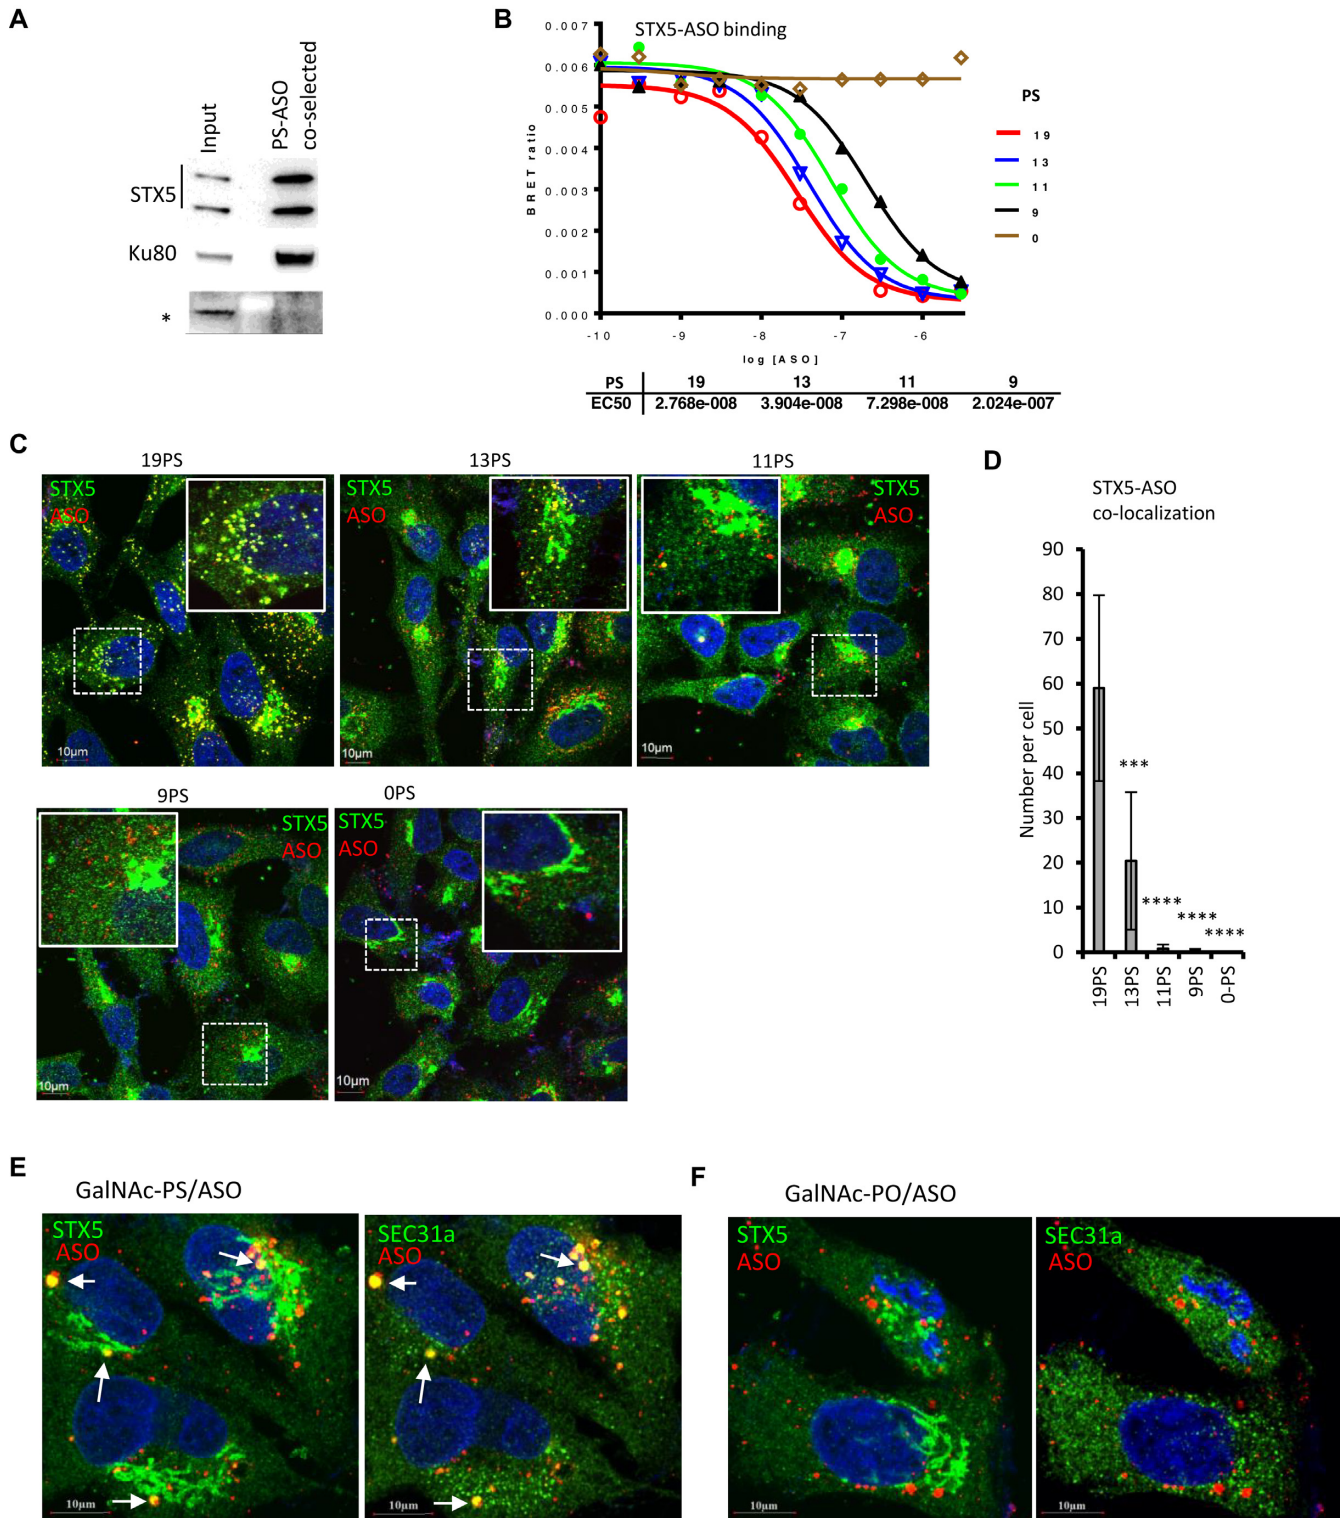 A
Input
PS-ASO
co-selected
STX5
Ku80
*
B
STX5-ASO binding
BRET ratio
0.007
0.006
0.005
0.004
0.003
0.002
0.001
0.000
-10
-9
-8
-7
-6
log [ASO]
PS
19
13
11
9
0
PS 19 13 11 9
EC50 2.768e-008 3.904e-008 7.298e-008 2.024e-007
C
19PS
STX5
ASO
10μm
13PS
STX5
ASO
10μm
11PS
STX5
ASO
10μm
9PS
STX5
ASO
10μm
0PS
STX5
ASO
10μm
D
STX5-ASO
co-localization
Number per cell
90
80
70
60
50
40
30
20
10
0
***
****
****
****
19PS
13PS
11PS
9PS
0-PS
E
GalNAc-PS/ASO
STX5
ASO
10μm
SEC31a
ASO
10μm
F
GalNAc-PO/ASO
STX5
ASO
10μm
SEC31a
ASO
10μm